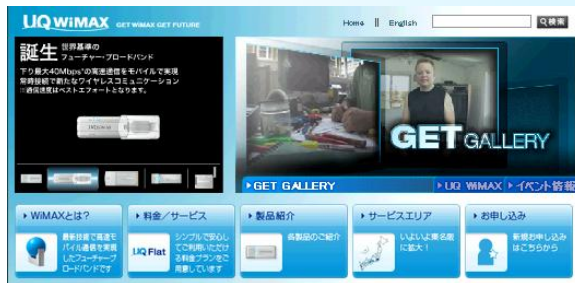 UQ WiMAX GET WiMAX GET FUTURE
Home || English
検索
誕生 世界基準の
フューチャー・ブロードバンド
下り最大40Mbps*の高速通信をモバイルで実現
常時接続で新たなワイヤレスコミュニケーション
※通信速度はベストエフォートとなります。
GET GALLERY
GET GALLERY
UQ WiMAX
イベント情報
WiMAXとは?
最新技術で高速モ
バイル通信を実現
したフューチャーブ
ロードバンドです
料金/サービス
UQ Flat
シンプルで安心し
てご利用いただけ
る料金プランをご
用意しています
製品紹介
各製品のご紹介
サービスエリア
いよいよ東名阪
に拡大!
お申し込み
新規お申し込み
はこちらから